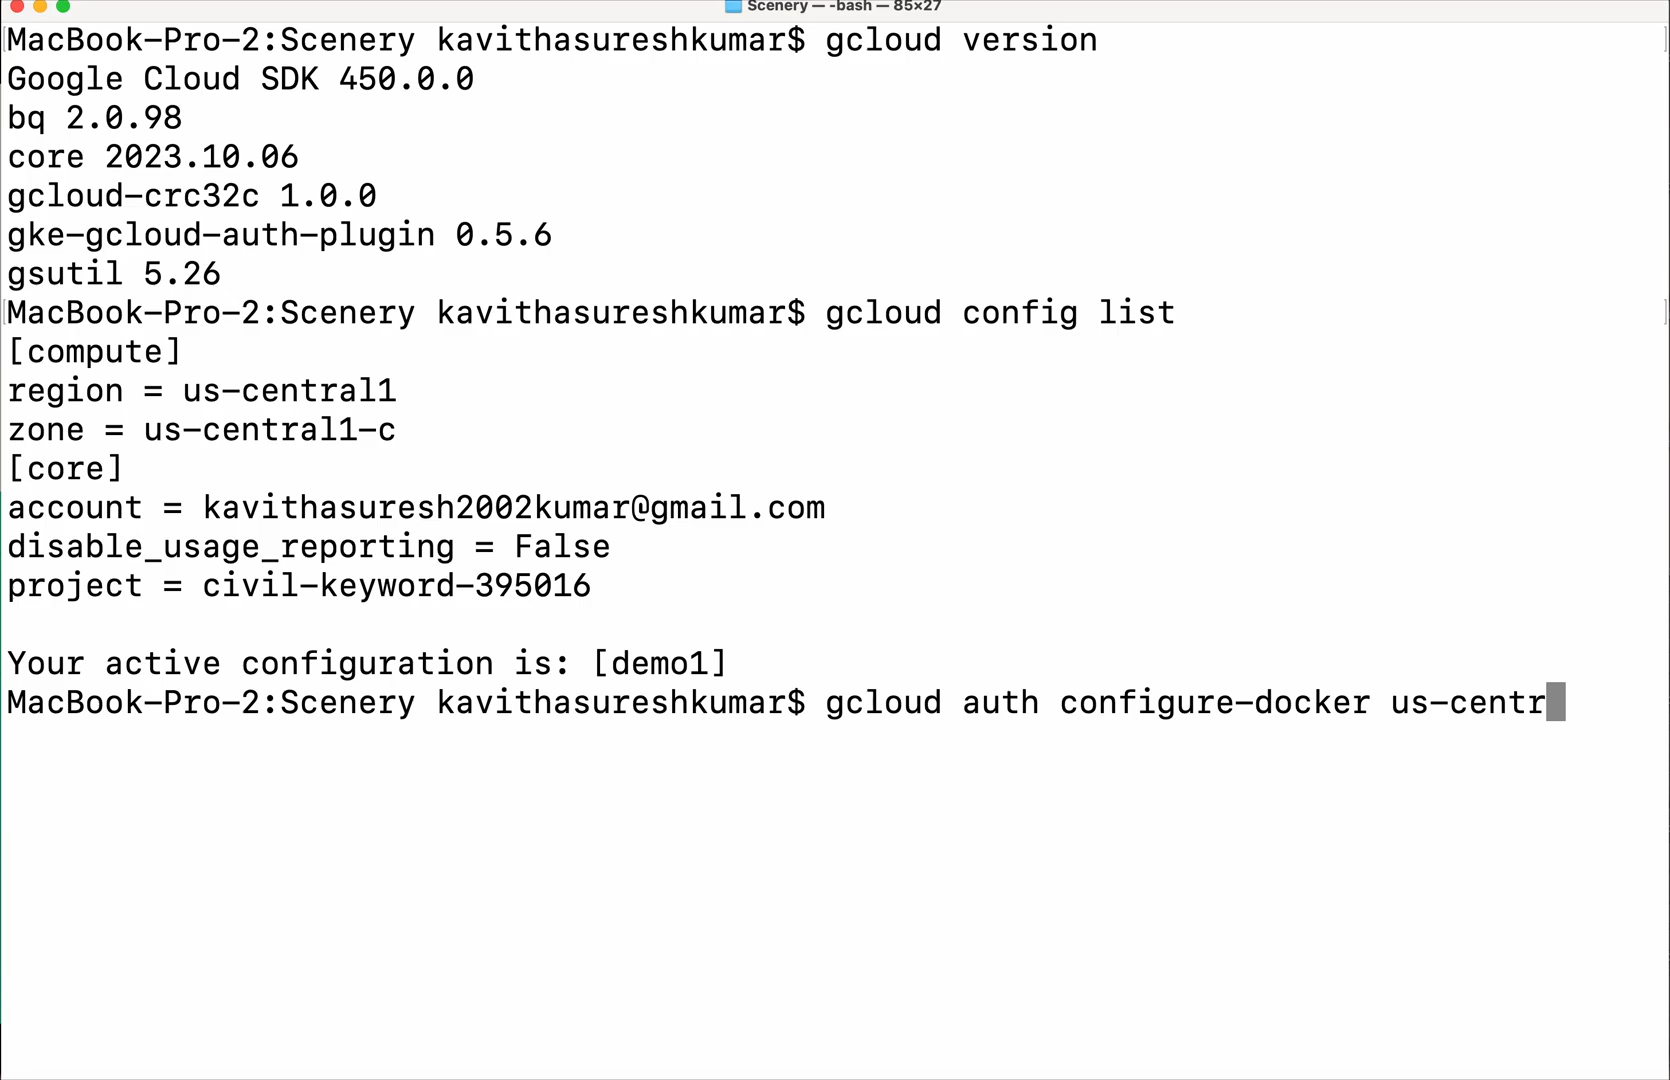 Scenery — -bash — 85×27
MacBook-Pro-2:Scenery kavithasureshkumar$ gcloud version
Google Cloud SDK 450.0.0
bq 2.0.98
core 2023.10.06
gcloud-crc32c 1.0.0
gke-gcloud-auth-plugin 0.5.6
gsutil 5.26
MacBook-Pro-2:Scenery kavithasureshkumar$ gcloud config list
[compute]
region = us-central1
zone = us-central1-c
[core]
account = kavithasuresh2002kumar@gmail.com
disable_usage_reporting = False
project = civil-keyword-395016
Your active configuration is: [demo1]
MacBook-Pro-2:Scenery kavithasureshkumar$ gcloud auth configure-docker us-centr